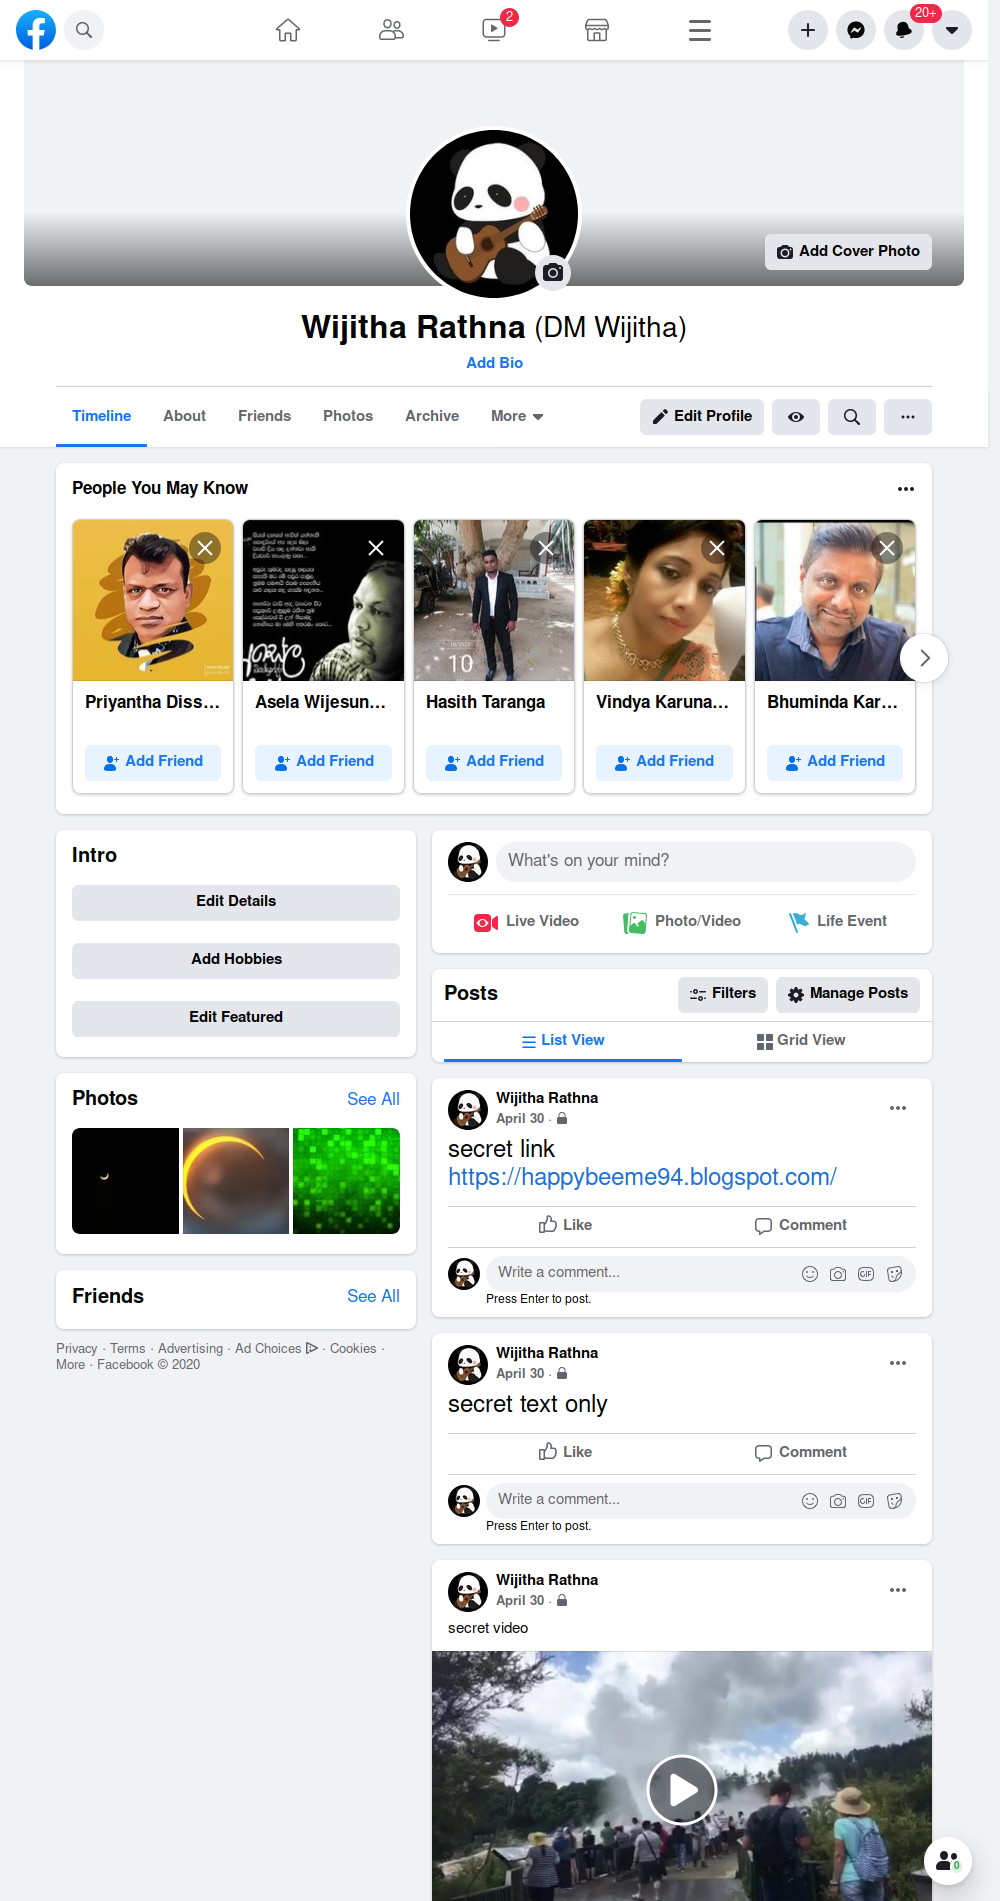 2
20+
Add Cover Photo
Wijitha Rathna (DM Wijitha)
Add Bio
Timeline About Friends Photos Archive More
Edit Profile
People You May Know
10
Priyantha Diss...
Asela Wijesun...
Hasith Taranga
Vindya Karuna...
Bhuminda Kar...
Add Friend
Add Friend
Add Friend
Add Friend
Add Friend
Intro
Edit Details
Add Hobbies
Edit Featured
Photos See All
Friends See All
Privacy · Terms · Advertising · Ad Choices · Cookies ·
More · Facebook © 2020
What's on your mind?
Live Video Photo/Video Life Event
Posts Filters Manage Posts
List View Grid View
Wijitha Rathna
April 30 ·
secret link
https://happybeeme94.blogspot.com/
Like Comment
Write a comment... GIF
Press Enter to post.
Wijitha Rathna
April 30 ·
secret text only
Like Comment
Write a comment... GIF
Press Enter to post.
Wijitha Rathna
April 30 ·
secret video
0